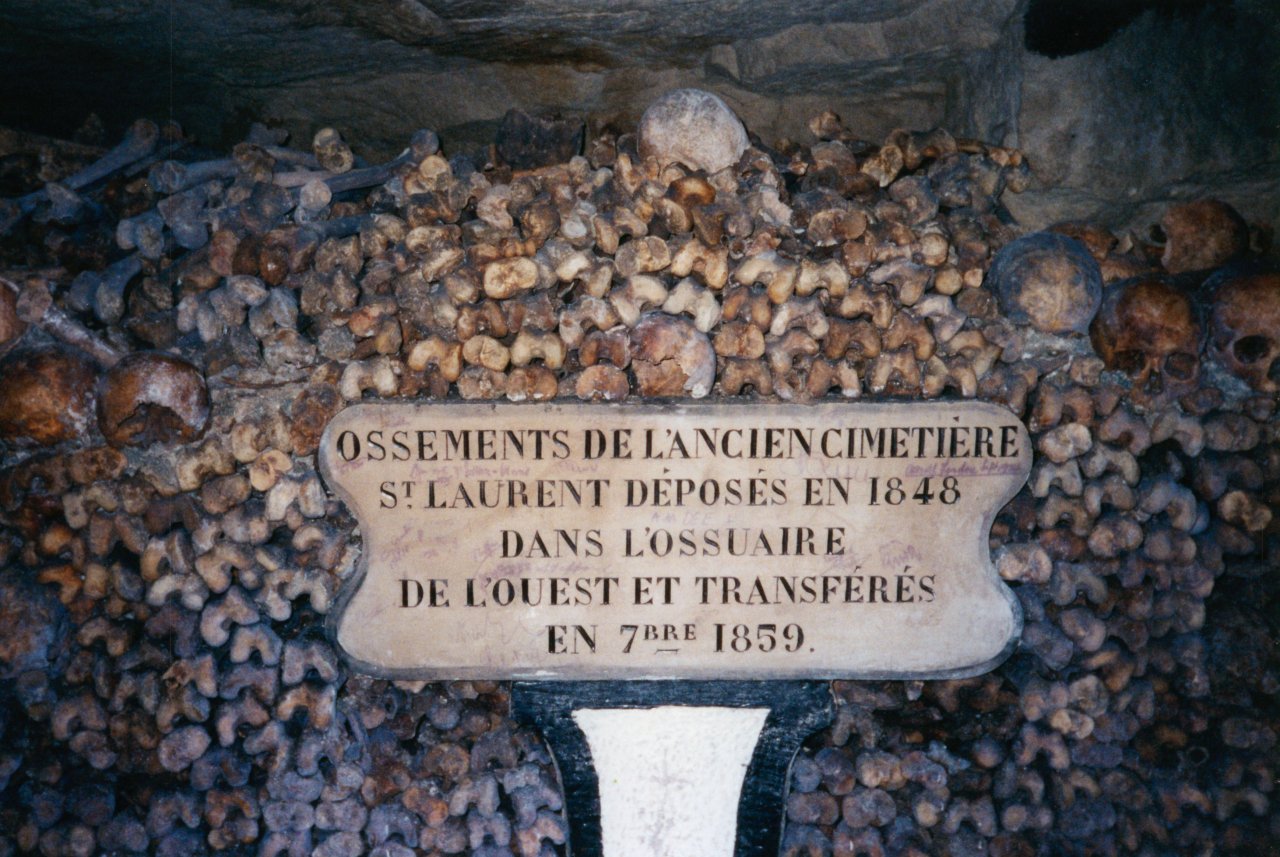 OSSEMENTS DE L'ANCIEN CIMETIÈRE
ST. LAURENT DÉPOSÉS EN 1848
DANS L'OSSUAIRE
DE L'OUEST ET TRANSFÉRÉS
EN 7BRE 1859.